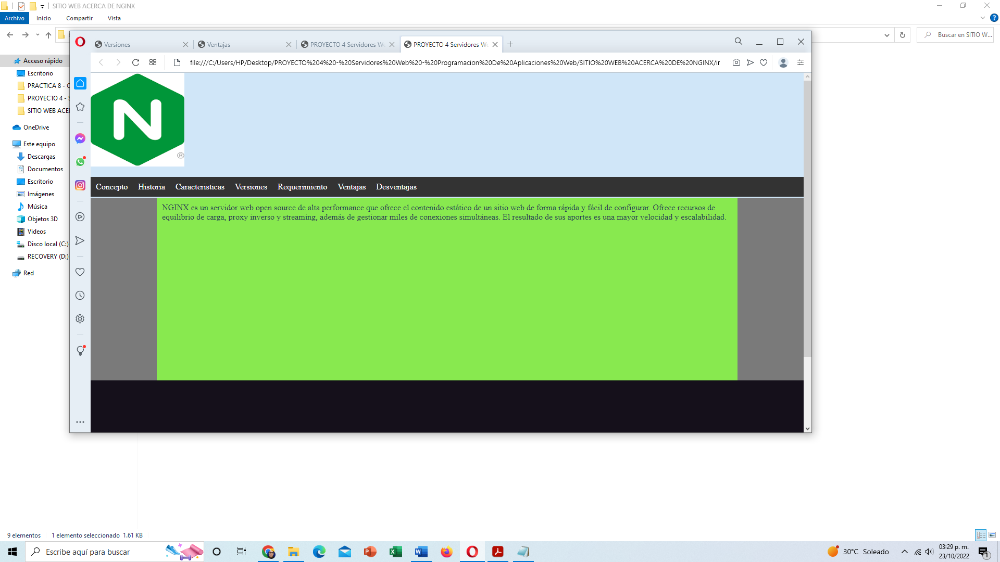 SITIO WEB ACERCA DE NGINX
Archivo Inicio Compartir Vista
Buscar en SITIO W...
Versiones
Ventajas
PROYECTO 4 Servidores We
PROYECTO 4 Servidores We
file:///C:/Users/HP/Desktop/PROYECTO%204%20-%20Servidores%20Web%20-%20Programacion%20De%20Aplicaciones%20Web/SITIO%20WEB%20ACERCA%20DE%20NGINX/ir
Acceso rápido
Escritorio
PRACTICA 8 - C
PROYECTO 4 - S
SITIO WEB ACE
OneDrive
Este equipo
Descargas
Documentos
Escritorio
Imágenes
Música
Objetos 3D
Videos
Disco local (C:)
RECOVERY (D:)
Red
N
®
Concepto Historia Caracteristicas Versiones Requerimiento Ventajas Desventajas
NGINX es un servidor web open source de alta performance que ofrece el contenido estático de un sitio web de forma rápida y fácil de configurar. Ofrece recursos de
equilibrio de carga, proxy inverso y streaming, además de gestionar miles de conexiones simultáneas. El resultado de sus aportes es una mayor velocidad y escalabilidad.
9 elementos 1 elemento seleccionado 1.61 KB
Escribe aquí para buscar
30°C Soleado
03:29 p. m.
23/10/2022
1